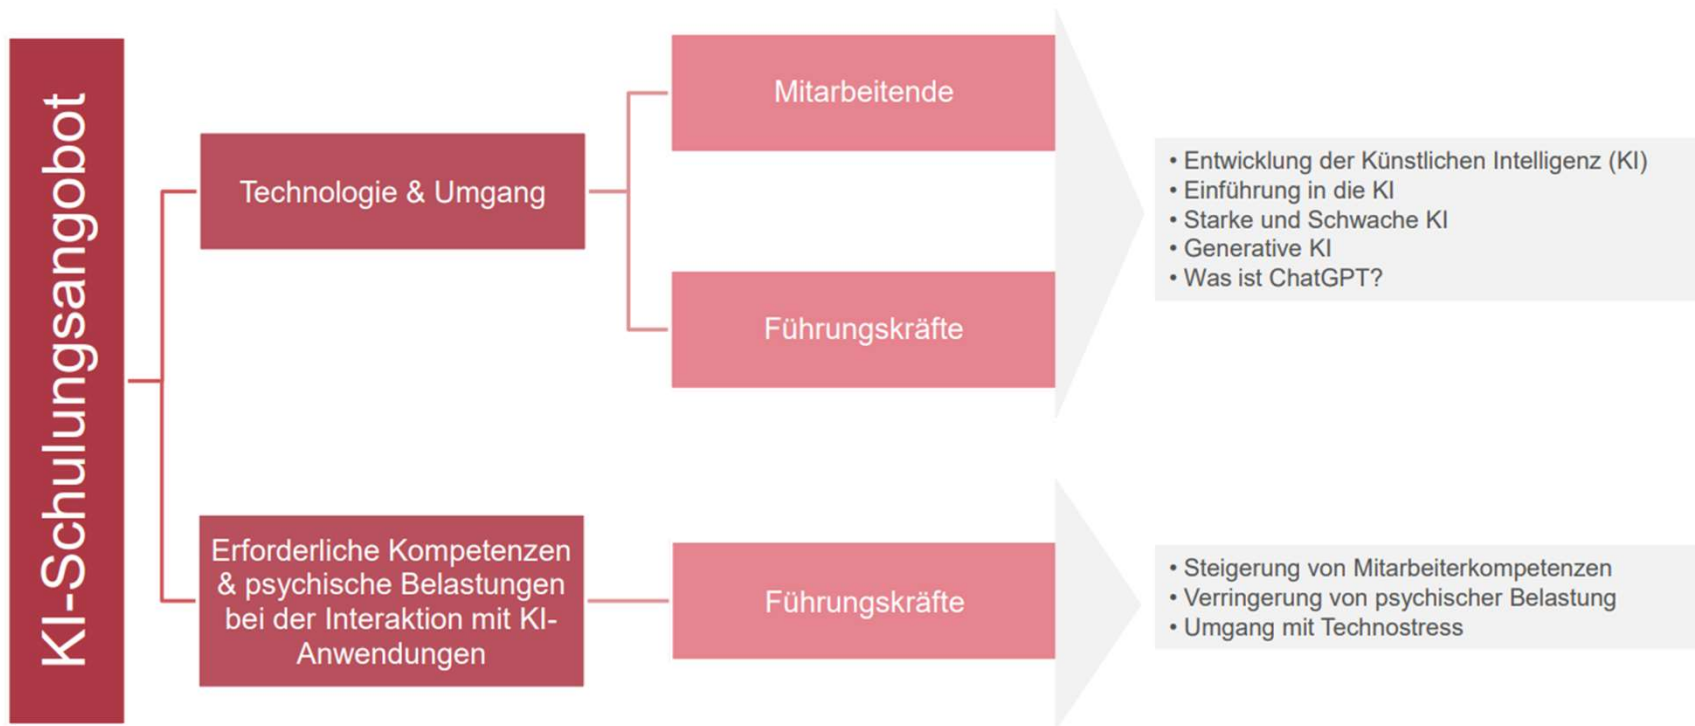 KI-Schulungsangobot
Technologie & Umgang
Mitarbeitende
Führungskräfte
• Entwicklung der Künstlichen Intelligenz (KI)
• Einführung in die KI
• Starke und Schwache KI
• Generative KI
• Was ist ChatGPT?
Erforderliche Kompetenzen
& psychische Belastungen
bei der Interaktion mit KI-
Anwendungen
Führungskräfte
• Steigerung von Mitarbeiterkompetenzen
• Verringerung von psychischer Belastung
• Umgang mit Technostress